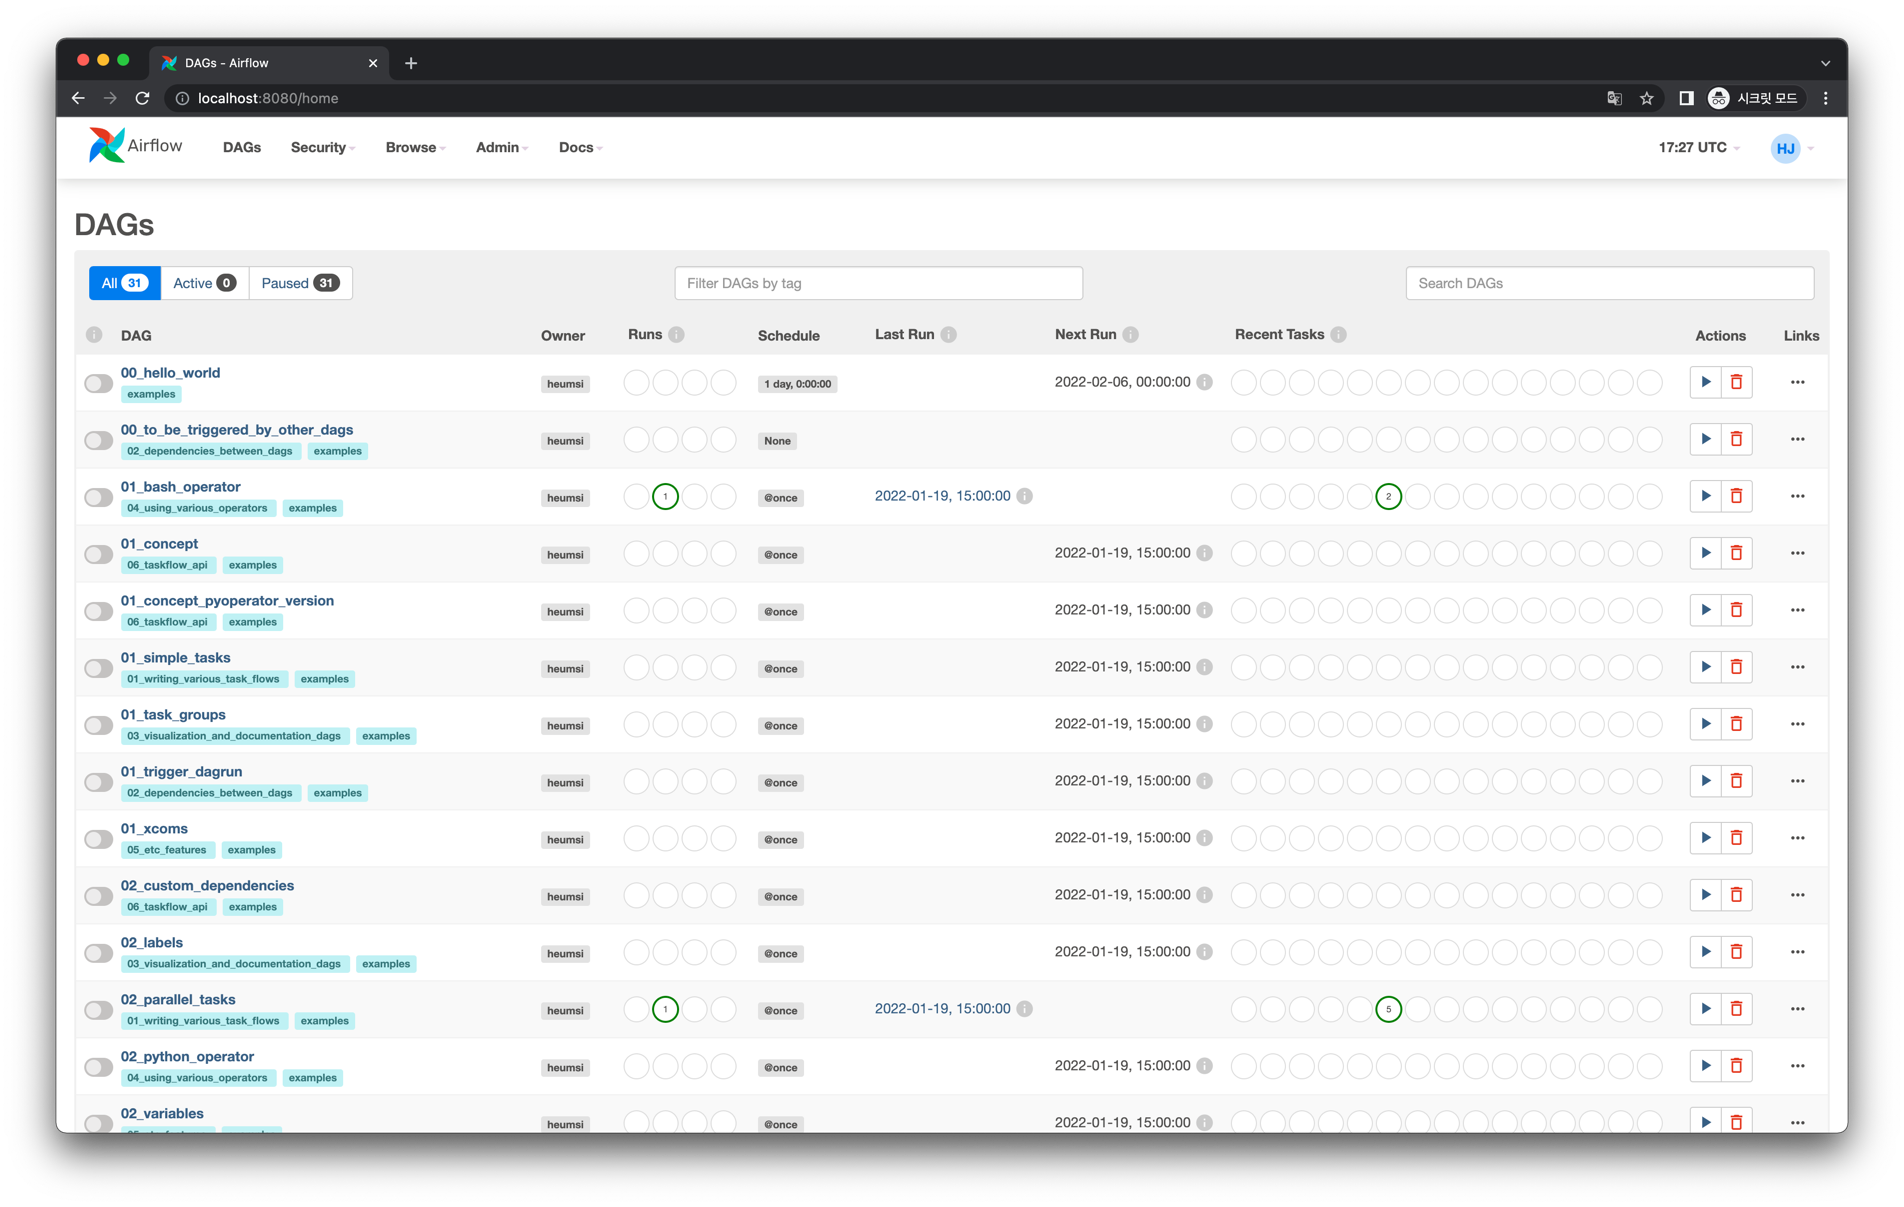 DAGs - Airflow
localhost:8080/home
시크릿 모드
Airflow DAGs Security Browse Admin Docs 17:27 UTC HJ
DAGs
All 31 Active 0 Paused 31 Filter DAGs by tag Search DAGs
DAG Owner Runs Schedule Last Run Next Run Recent Tasks Actions Links
00_hello_world
examples
heumsi 1 day, 0:00:00 2022-02-06, 00:00:00
00_to_be_triggered_by_other_dags
02_dependencies_between_dags examples
heumsi None
01_bash_operator
04_using_various_operators examples
heumsi 1 @once 2022-01-19, 15:00:00 2
01_concept
06_taskflow_api examples
heumsi @once 2022-01-19, 15:00:00
01_concept_pyoperator_version
06_taskflow_api examples
heumsi @once 2022-01-19, 15:00:00
01_simple_tasks
01_writing_various_task_flows examples
heumsi @once 2022-01-19, 15:00:00
01_task_groups
03_visualization_and_documentation_dags examples
heumsi @once 2022-01-19, 15:00:00
01_trigger_dagrun
02_dependencies_between_dags examples
heumsi @once 2022-01-19, 15:00:00
01_xcoms
05_etc_features examples
heumsi @once 2022-01-19, 15:00:00
02_custom_dependencies
06_taskflow_api examples
heumsi @once 2022-01-19, 15:00:00
02_labels
03_visualization_and_documentation_dags examples
heumsi @once 2022-01-19, 15:00:00
02_parallel_tasks
01_writing_various_task_flows examples
heumsi 1 @once 2022-01-19, 15:00:00 5
02_python_operator
04_using_various_operators examples
heumsi @once 2022-01-19, 15:00:00
02_variables
heumsi @once 2022-01-19, 15:00:00